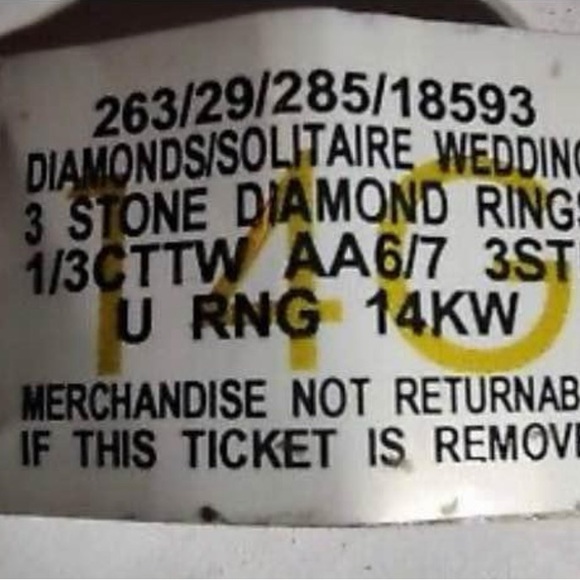 263/29/285/18593
DIAMONDS/SOLITAIRE WEDDING
3 STONE DIAMOND RING
1/3CTTW AA6/7 3ST
U RNG 14KW
MERCHANDISE NOT RETURNAB
IF THIS TICKET IS REMOV